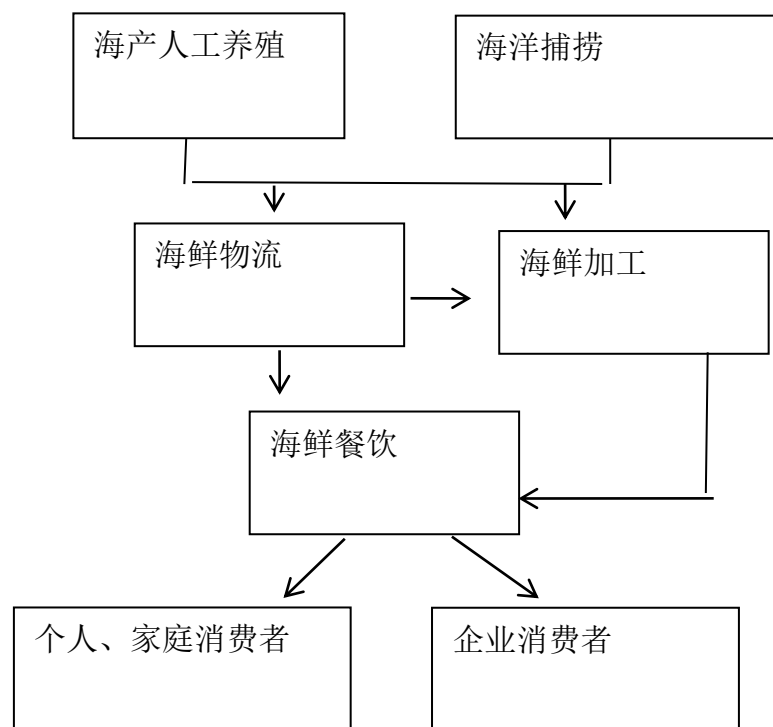 海产人工养殖
海洋捕捞
海鲜物流
海鲜加工
海鲜餐饮
个人、家庭消费者
企业消费者